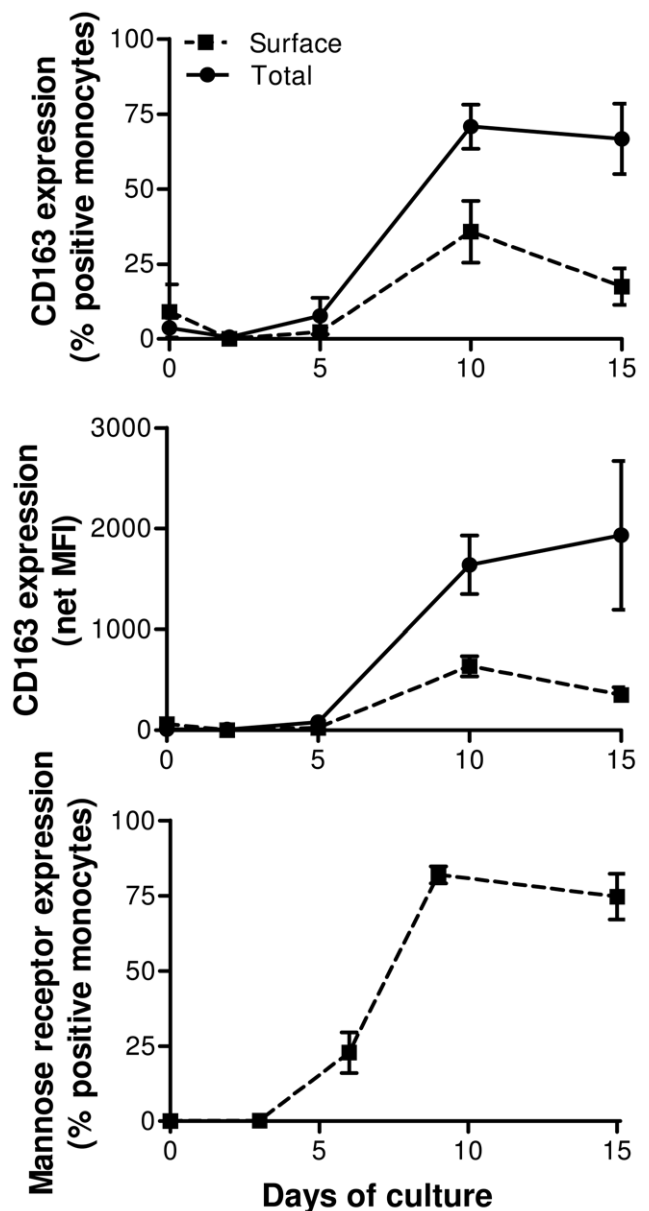 CD163 expression
(% positive monocytes)
100
75
50
25
0
Surface
Total
0
5
10
15
CD163 expression
(net MFI)
3000
2000
1000
0
0
5
10
15
Mannose receptor expression
(% positive monocytes)
100
75
50
25
0
0
5
10
15
Days of culture